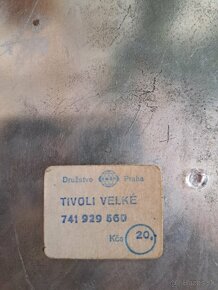 Družstvo Praha
TIVOLI VELKÉ
741 929 560
Kčs 20,